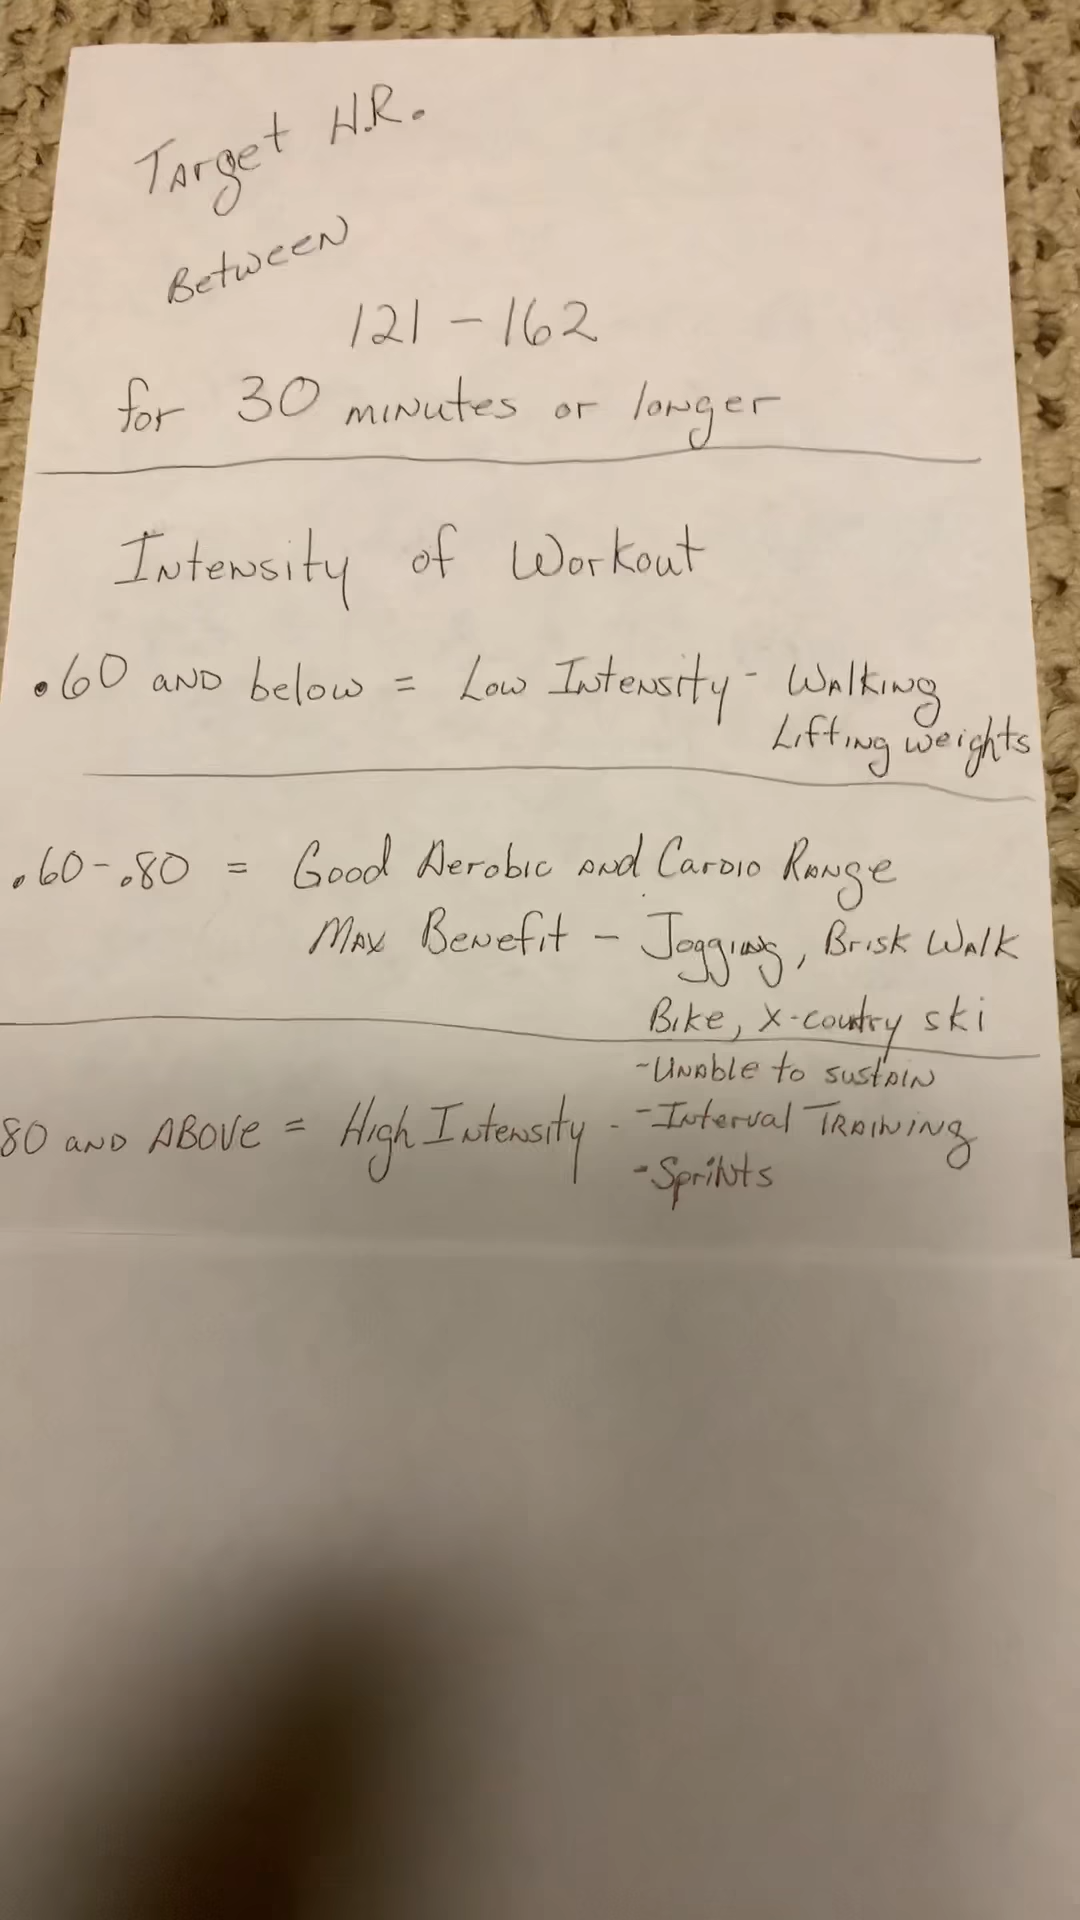 Target H.R.
Between
121 - 162
for 30 minutes or longer
Intensity of Workout
.60 and below = Low Intensity - Walking
Lifting weights
.60-.80 = Good Aerobic and Cardio Range
Max Benefit - Jogging, Brisk Walk
Bike, X-coutry ski
-Unable to sustain
80 and ABOVE = High Intensity - -Interval Training
-Sprints